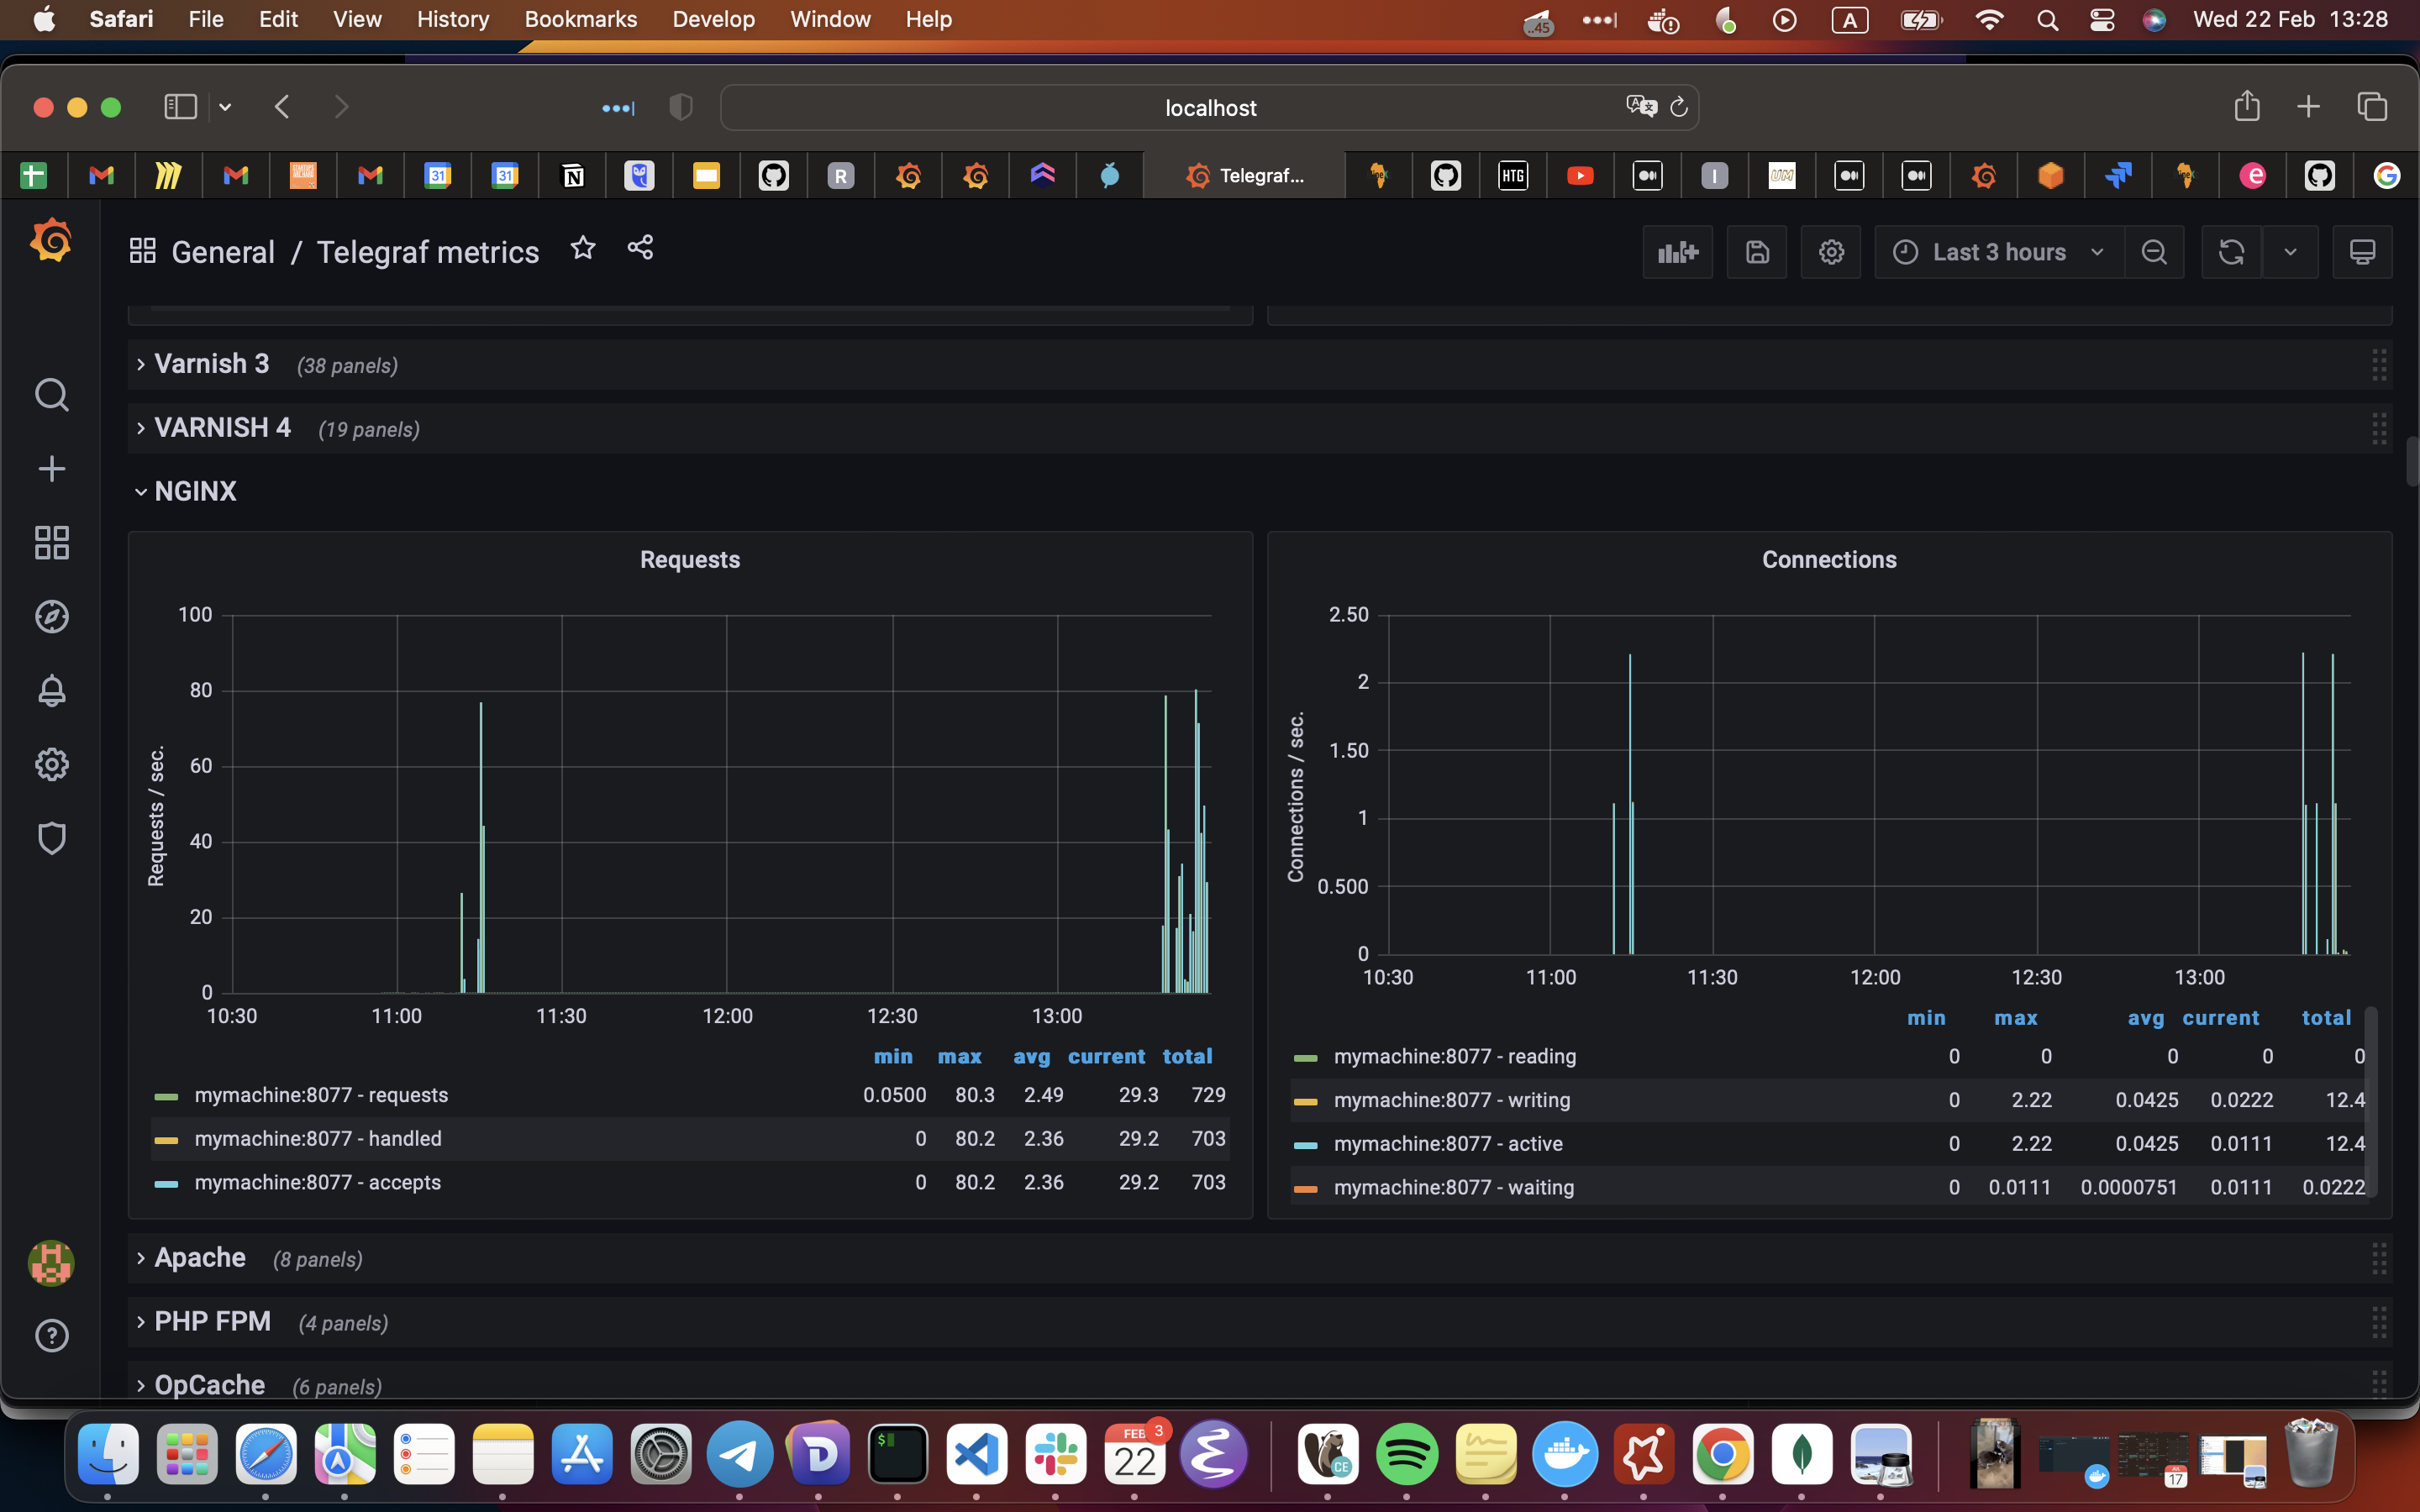 Safari File Edit View History Bookmarks Develop Window Help ..45 A Wed 22 Feb 13:28
localhost
31 31 N R Telegraf... HTG I UM e G
General / Telegraf metrics Last 3 hours
Varnish 3 (38 panels)
VARNISH 4 (19 panels)
NGINX
Requests
100
80
60
40
20
0
Requests / sec.
10:30 11:00 11:30 12:00 12:30 13:00
min max avg current total
mymachine:8077 - requests 0.0500 80.3 2.49 29.3 729
mymachine:8077 - handled 0 80.2 2.36 29.2 703
mymachine:8077 - accepts 0 80.2 2.36 29.2 703
Connections
2.50
2
1.50
1
0.500
0
Connections / sec.
10:30 11:00 11:30 12:00 12:30 13:00
min max avg current total
mymachine:8077 - reading 0 0 0 0 0
mymachine:8077 - writing 0 2.22 0.0425 0.0222 12.4
mymachine:8077 - active 0 2.22 0.0425 0.0111 12.4
mymachine:8077 - waiting 0 0.0111 0.0000751 0.0111 0.0222
Apache (8 panels)
PHP FPM (4 panels)
OpCache (6 panels)
D $ FEB 22 3 CE 17